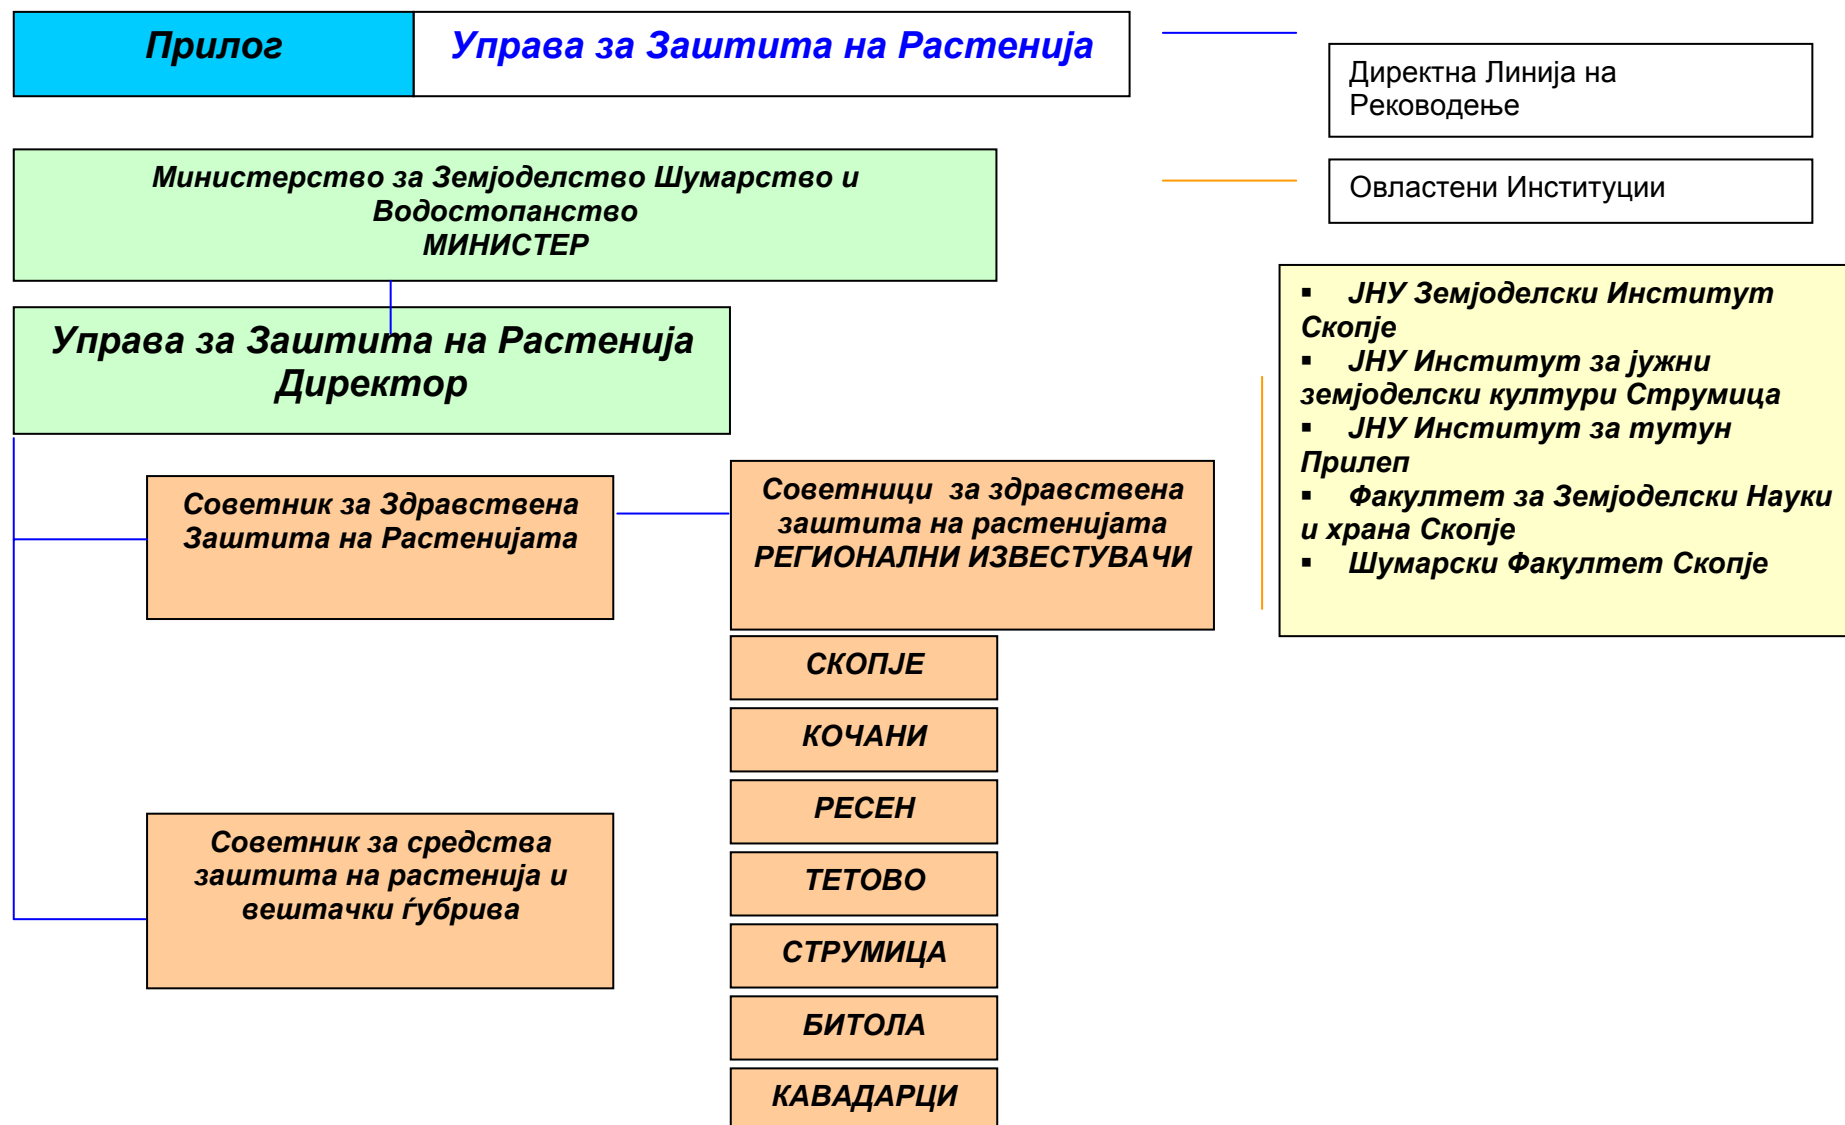 Прилог
Управа за Заштита на Растенија
Директна Линија на
Реководење
Министерство за Земјоделство Шумарство и
Водостопанство
МИНИСТЕР
Овластени Институции
Управа за Заштита на Растенија
Директор
▪ ЈНУ Земјоделски Институт
Скопје
▪ ЈНУ Институт за јужни
земјоделски култури Струмица
▪ ЈНУ Институт за тутун
Прилеп
▪ Факултет за Земјоделски Науки
и храна Скопје
▪ Шумарски Факултет Скопје
Советник за Здравствена
Заштита на Растенијата
Советници за здравствена
заштита на растенијата
РЕГИОНАЛНИ ИЗВЕСТУВАЧИ
СКОПЈЕ
КОЧАНИ
РЕСЕН
ТЕТОВО
СТРУМИЦА
БИТОЛА
КАВАДАРЦИ
Советник за средства
заштита на растенија и
вештачки ѓубрива